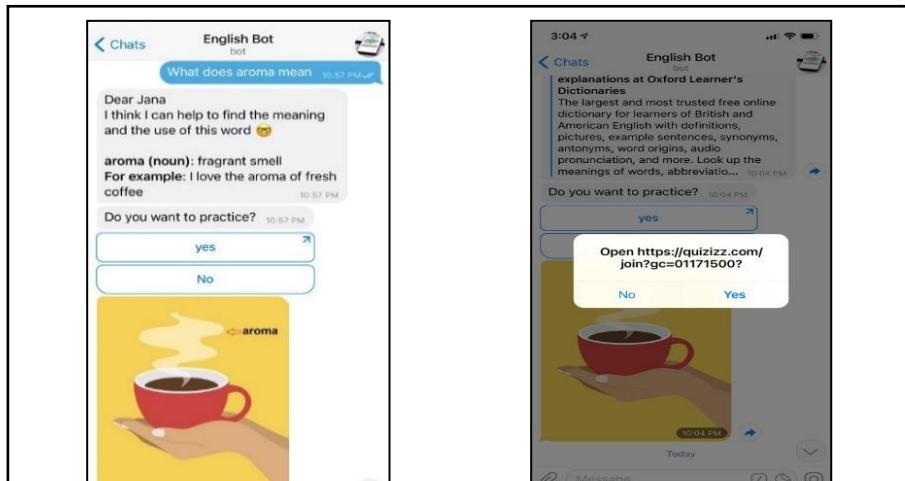 Chats
English Bot
bot
What does aroma mean 10:57 PM
Dear Jana
I think I can help to find the meaning
and the use of this word
aroma (noun): fragrant smell
For example: I love the aroma of fresh
coffee
10:57 PM
Do you want to practice? 10:57 PM
yes
No
aroma
3:04
Chats
English Bot
bot
explanations at Oxford Learner's
Dictionaries
The largest and most trusted free online
dictionary for learners of British and
American English with definitions,
pictures, example sentences, synonyms,
antonyms, word origins, audio
pronunciation, and more. Look up the
meanings of words, abbreviatio... 10:04 PM
Do you want to practice? 10:04 PM
yes
Open https://quizizz.com/
join?gc=01171500?
No Yes
10:04 PM
Today
Message